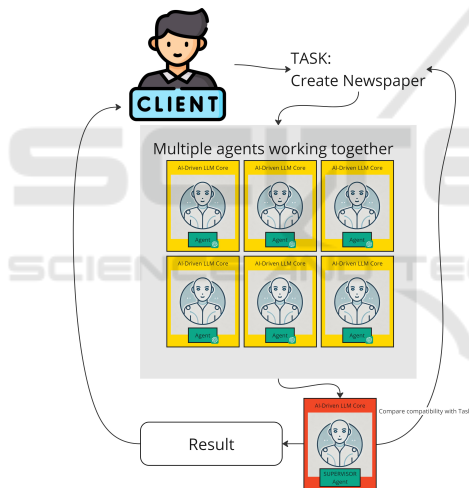 TASK:
Create Newspaper
CLIENT
Multiple agents working together
AI-Driven LLM Core
AI-Driven LLM Core
AI-Driven LLM Core
Agent
Agent
Agent
AI-Driven LLM Core
AI-Driven LLM Core
AI-Driven LLM Core
Agent
Agent
Agent
AI-Driven LLM Core
Compare compatibility with Task
Result
SUPERVISOR
Agent